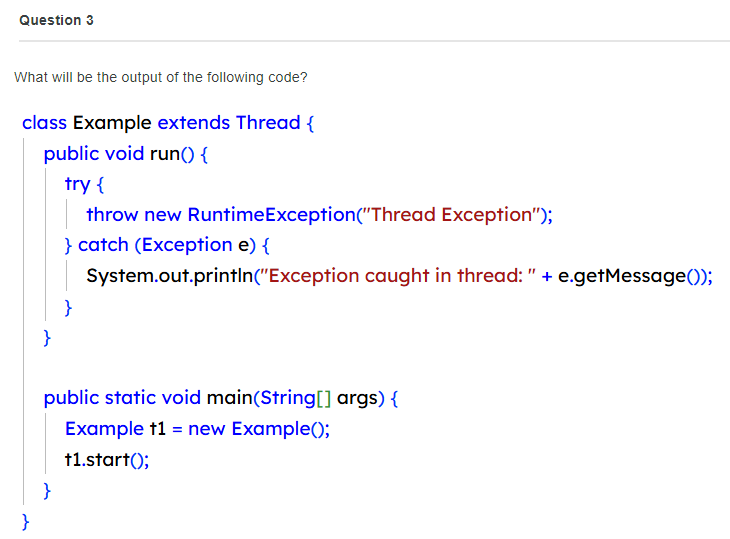 Question 3
What will be the output of the following code?
class Example extends Thread {
public void run() {
try {
throw new RuntimeException("Thread Exception");
} catch (Exception e) {
System.out.println("Exception caught in thread: " + e.getMessage());
}
}
public static void main(String[] args) {
Example t1 = new Example();
t1.start();
}
}